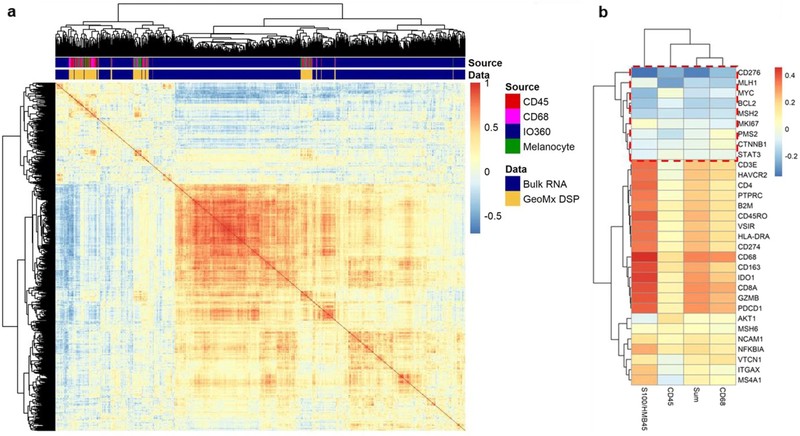 a
Source
Data
1
0.5
0
-0.5
Source
CD45
CD68
IO360
Melanocyte
Data
Bulk RNA
GeoMx DSP
b
CD276
MLH1
MYC
BCL2
MSH2
MKI67
PMS2
CTNNB1
STAT3
CD3E
HAVCR2
CD4
PTPRC
B2M
CD45RO
VSIR
HLA-DRA
CD274
CD68
CD163
IDO1
CD8A
GZMB
PDCD1
AKT1
MSH6
NCAM1
NFKBIA
VTCN1
ITGAX
MS4A1
S100/HMB45
CD45
Sum
CD68
0.4
0.2
0
-0.2